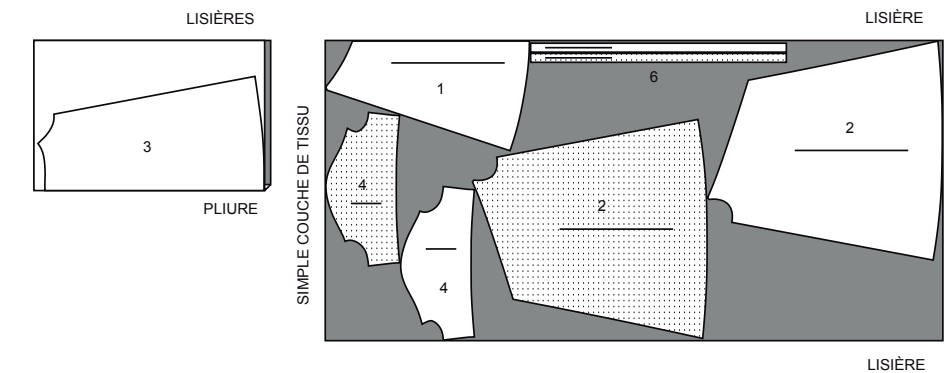 LISIÈRES
3
PLIURE
SIMPLE COUCHE DE TISSU
LISIÈRE
1
6
2
4
2
4
LISIÈRE